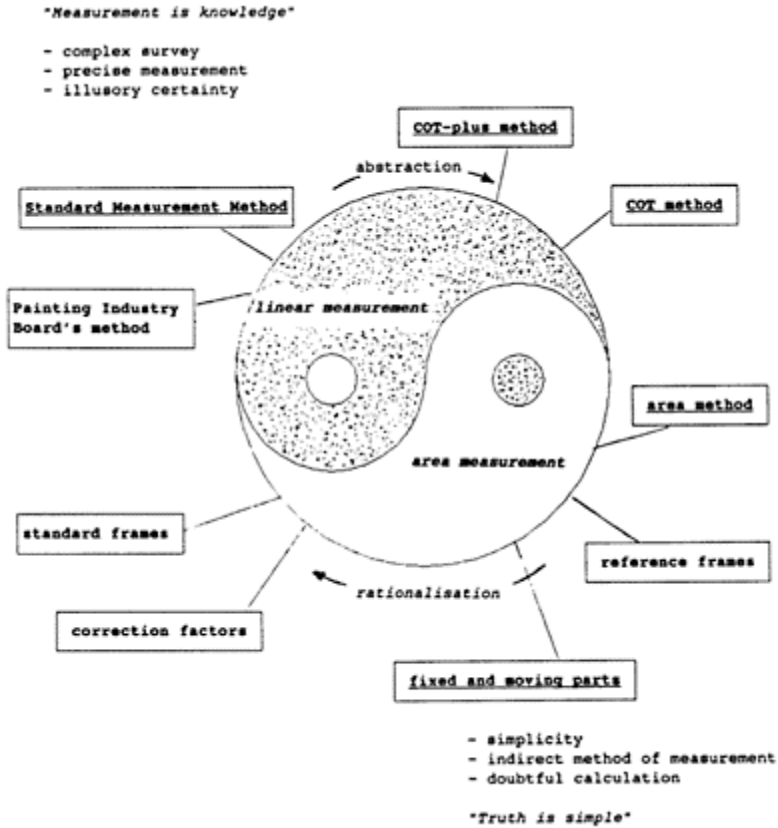 "Measurement is knowledge"
- complex survey
- precise measurement
- illusory certainty
COT-plus method
abstraction
Standard Measurement Method
COT method
Painting Industry
Board's method
linear measurement
area method
area measurement
standard frames
reference frames
rationalisation
correction factors
fixed and moving parts
- simplicity
- indirect method of measurement
- doubtful calculation
"Truth is simple"